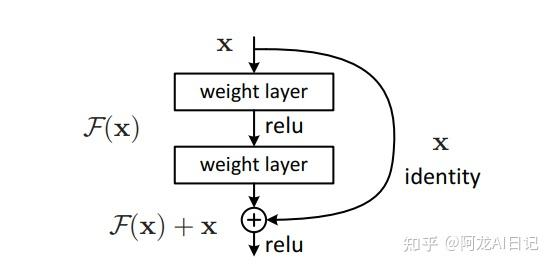 x
weight layer
relu
F(x)
weight layer
x
identity
F(x) + x
relu
知乎 @阿龙AI日记